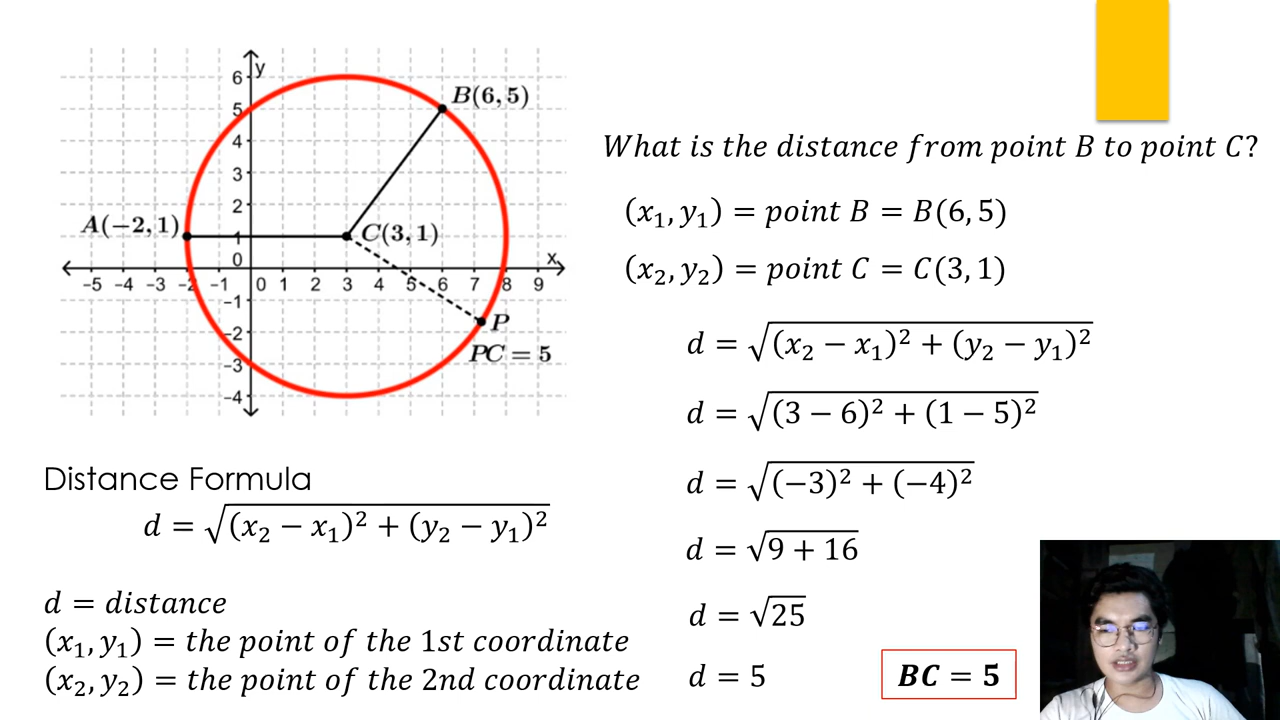 y
6
5
4
3
2
1
0
-1
-2
-3
-4
-5 -4 -3 -2 -1 0 1 2 3 4 5 6 7 8 9
x
B(6, 5)
A(−2, 1)
C(3, 1)
P
PC = 5
Distance Formula
d = √(x₂ − x₁)² + (y₂ − y₁)²
d = distance
(x₁, y₁) = the point of the 1st coordinate
(x₂, y₂) = the point of the 2nd coordinate
What is the distance from point B to point C?
(x₁, y₁) = point B = B(6, 5)
(x₂, y₂) = point C = C(3, 1)
d = √(x₂ − x₁)² + (y₂ − y₁)²
d = √(3 − 6)² + (1 − 5)²
d = √(−3)² + (−4)²
d = √9 + 16
d = √25
d = 5
BC = 5